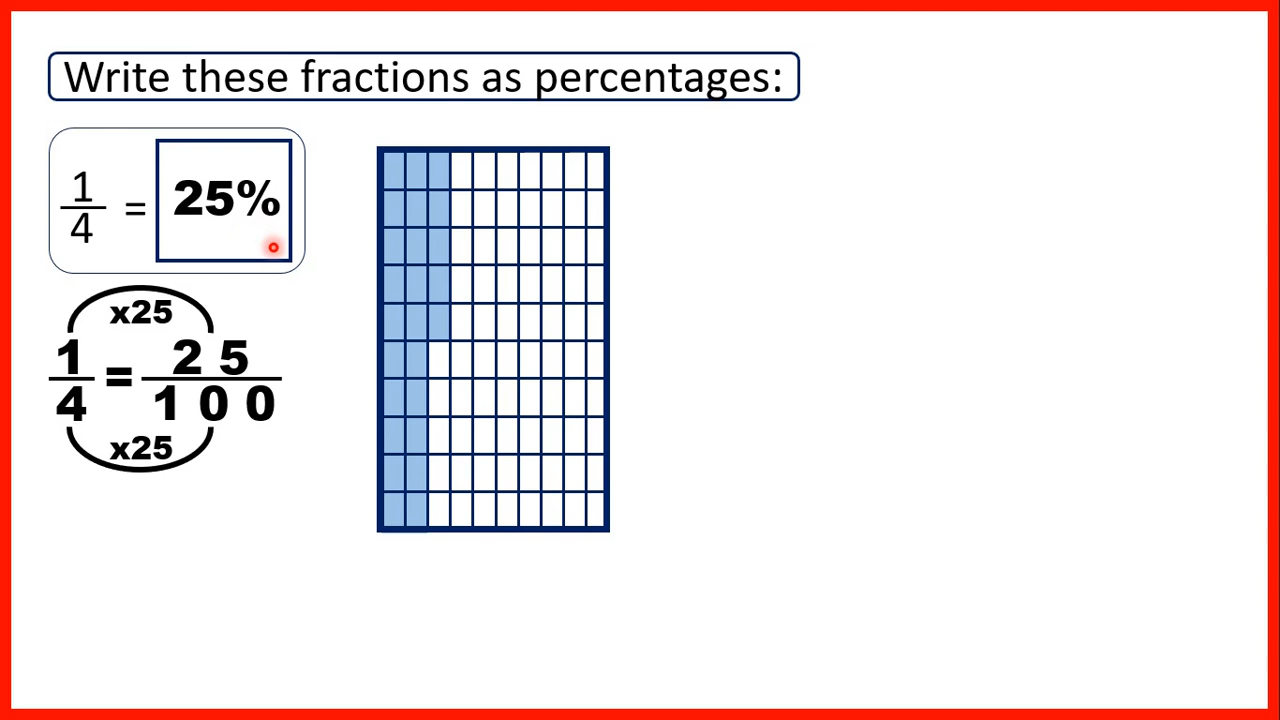 Write these fractions as percentages:
1/4 = 25%
x25
1/4 = 25/100
x25